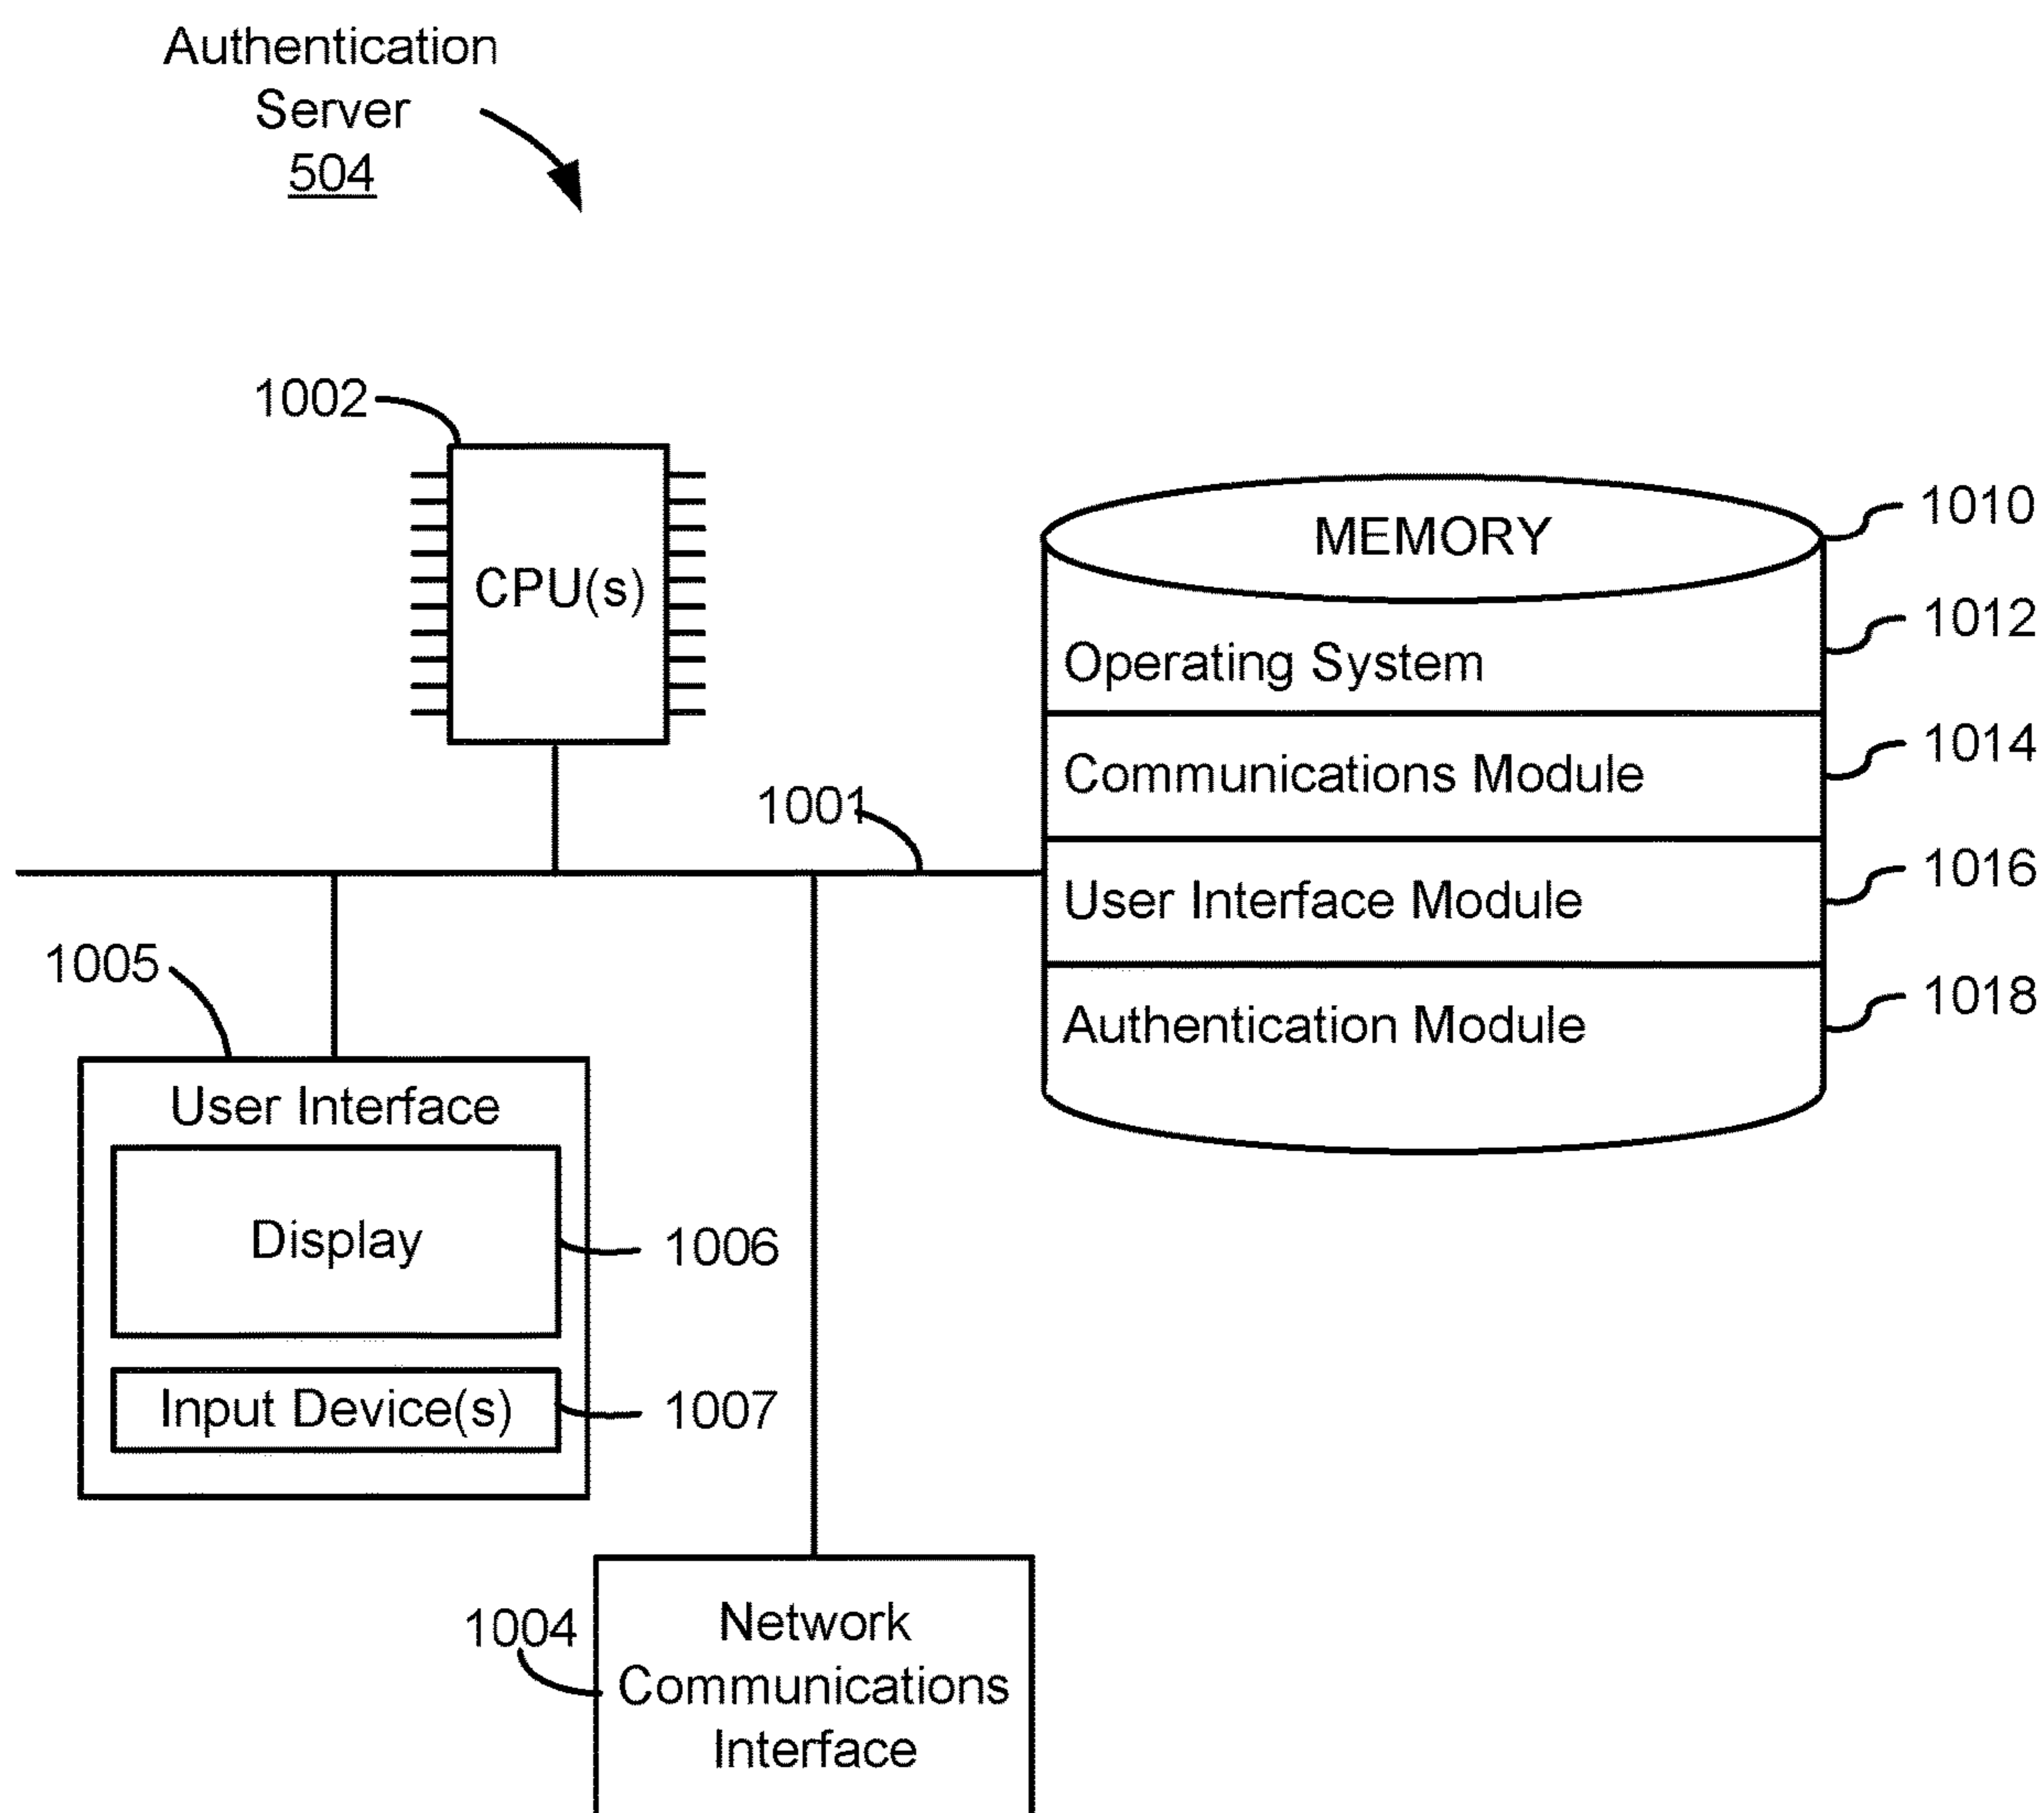 Authentication
Server
504
1002
CPU(s)
MEMORY
1010
Operating System
1012
Communications Module
1014
1001
User Interface Module
1016
Authentication Module
1018
1005
User Interface
Display
1006
Input Device(s)
1007
1004
Network
Communications
Interface